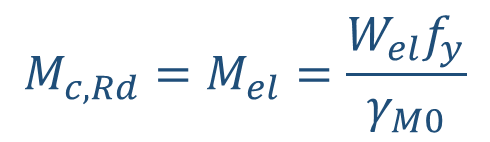 M_{c,Rd} = M_{el} = \frac{W_{el} f_y}{\gamma_{M0}}